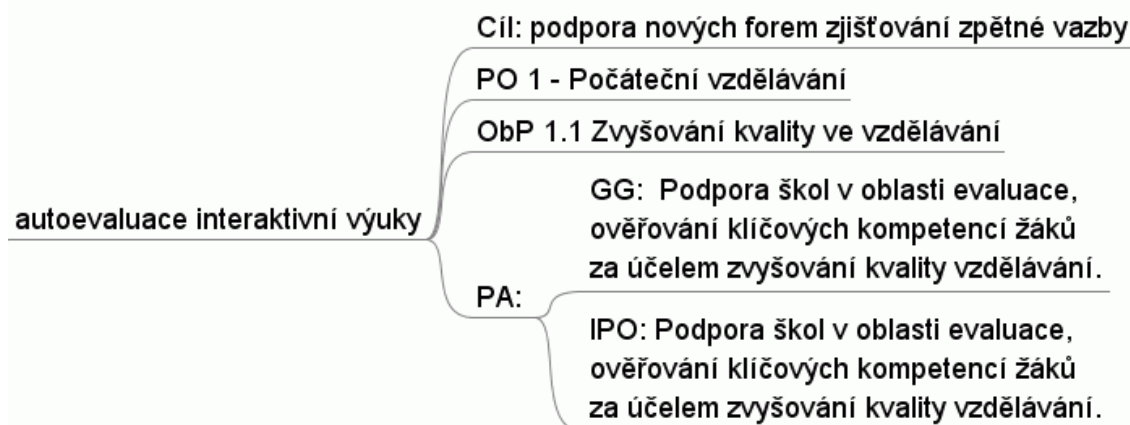 Cíl: podpora nových forem zjišťování zpětné vazby
PO 1 - Počáteční vzdělávání
ObP 1.1 Zvyšování kvality ve vzdělávání
autoevaluace interaktivní výuky
PA:
GG:  Podpora škol v oblasti evaluace,
ověřování klíčových kompetencí žáků
za účelem zvyšování kvality vzdělávání.
IPO: Podpora škol v oblasti evaluace,
ověřování klíčových kompetencí žáků
za účelem zvyšování kvality vzdělávání.